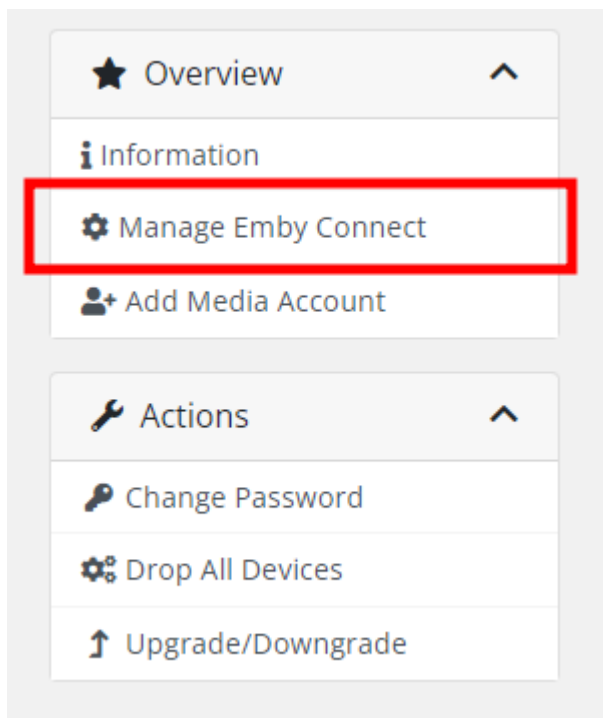 Overview
Information
Manage Emby Connect
Add Media Account
Actions
Change Password
Drop All Devices
Upgrade/Downgrade